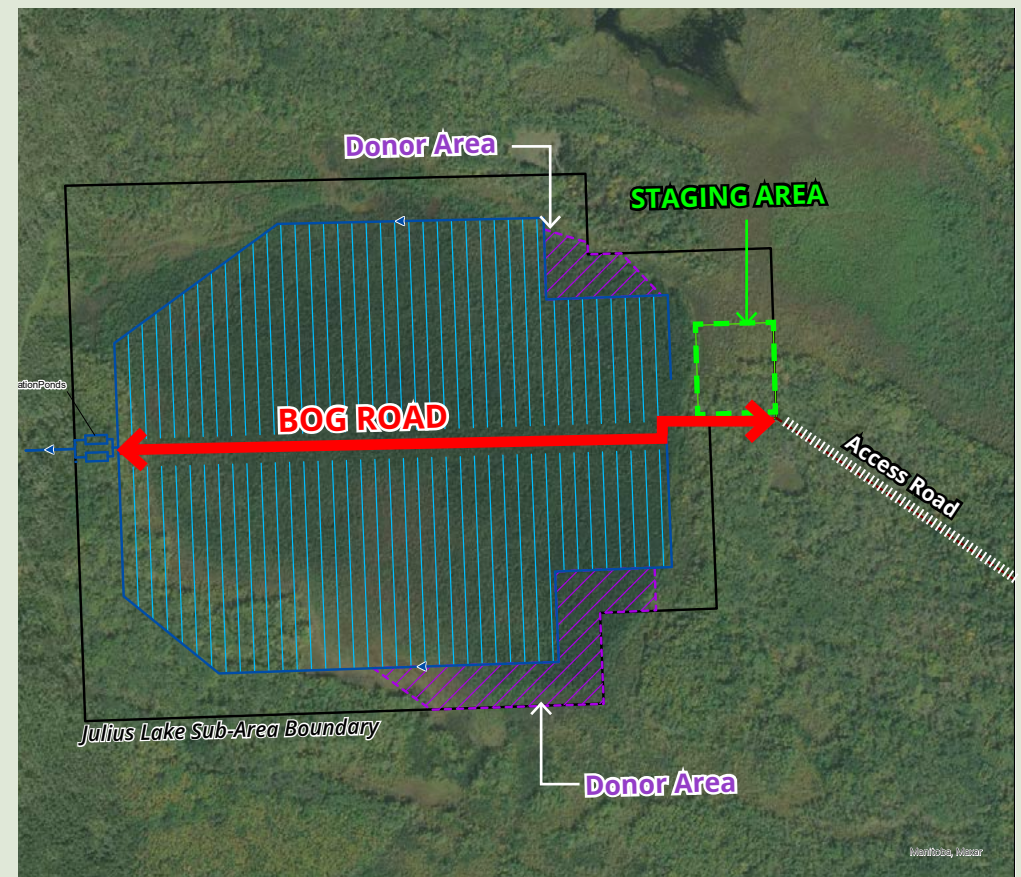 Donor Area
STAGING AREA
ationPonds
BOG ROAD
Access Road
Julius Lake Sub-Area Boundary
Donor Area
Manitoba, Maxar